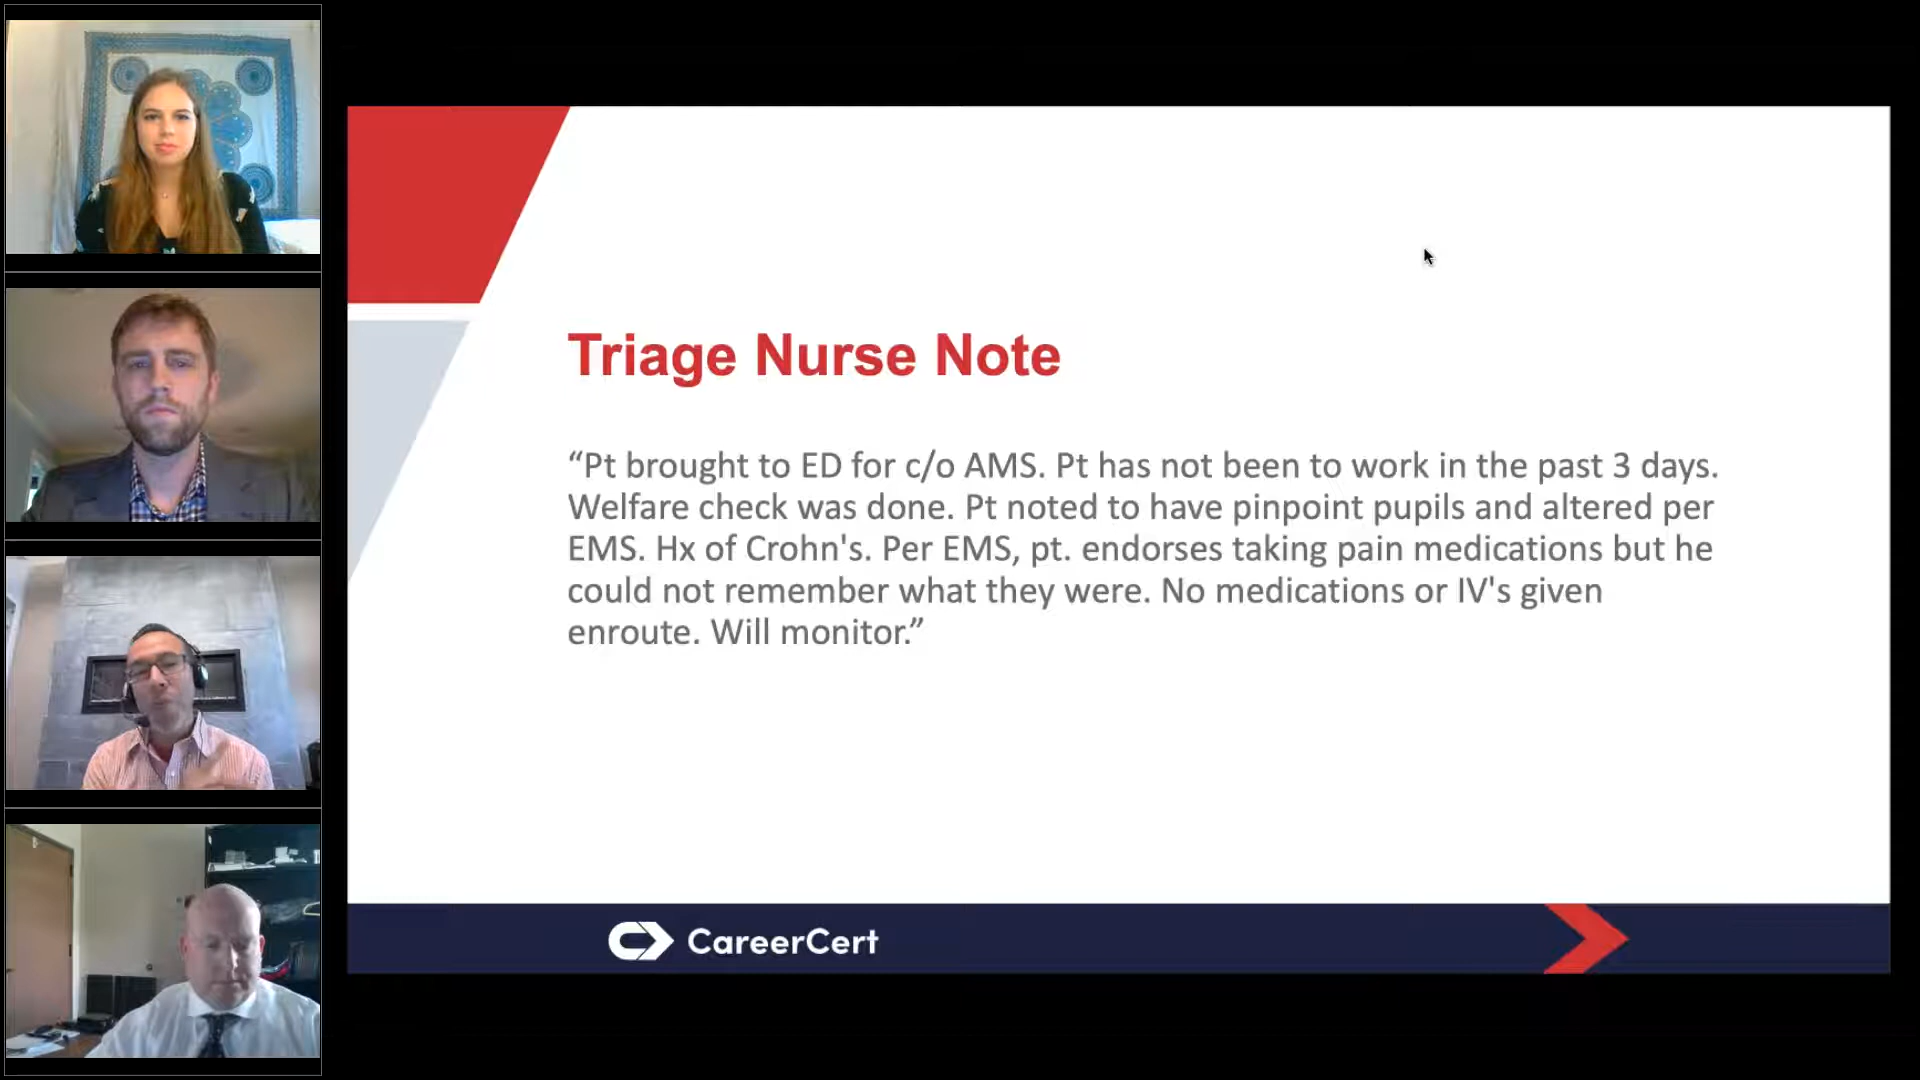 Triage Nurse Note
“Pt brought to ED for c/o AMS. Pt has not been to work in the past 3 days.
Welfare check was done. Pt noted to have pinpoint pupils and altered per
EMS. Hx of Crohn's. Per EMS, pt. endorses taking pain medications but he
could not remember what they were. No medications or IV's given
enroute. Will monitor.”
CareerCert